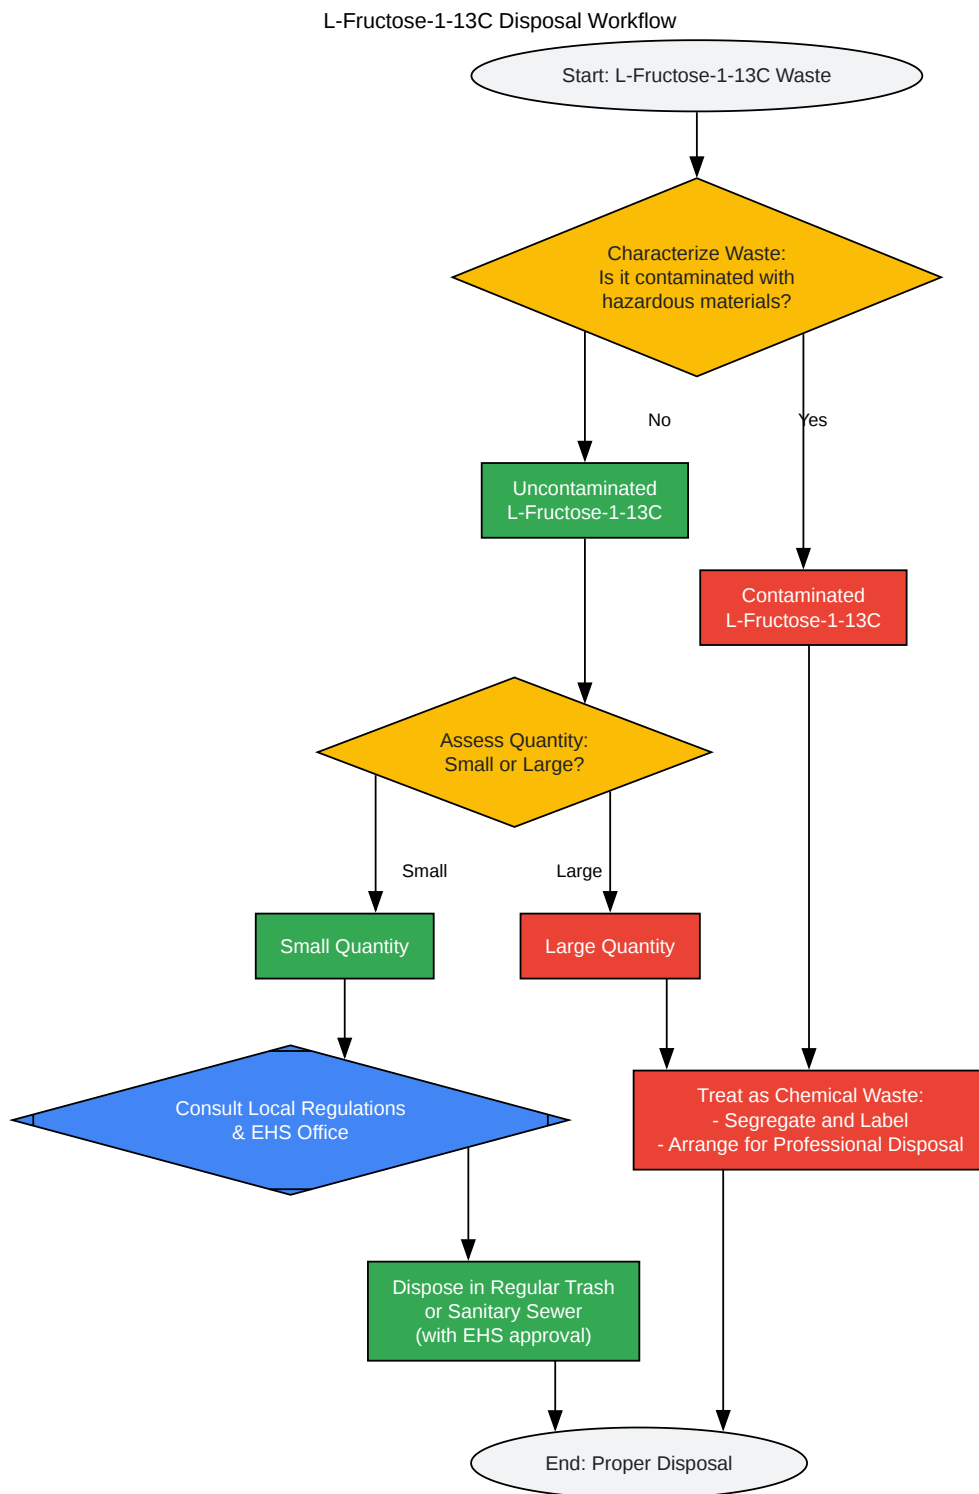 L-Fructose-1-13C Disposal Workflow
Start: L-Fructose-1-13C Waste
Characterize Waste:
Is it contaminated with
hazardous materials?
No
Yes
Uncontaminated
L-Fructose-1-13C
Contaminated
L-Fructose-1-13C
Assess Quantity:
Small or Large?
Small
Large
Small Quantity
Large Quantity
Consult Local Regulations
& EHS Office
Treat as Chemical Waste:
- Segregate and Label
- Arrange for Professional Disposal
Dispose in Regular Trash
or Sanitary Sewer
(with EHS approval)
End: Proper Disposal